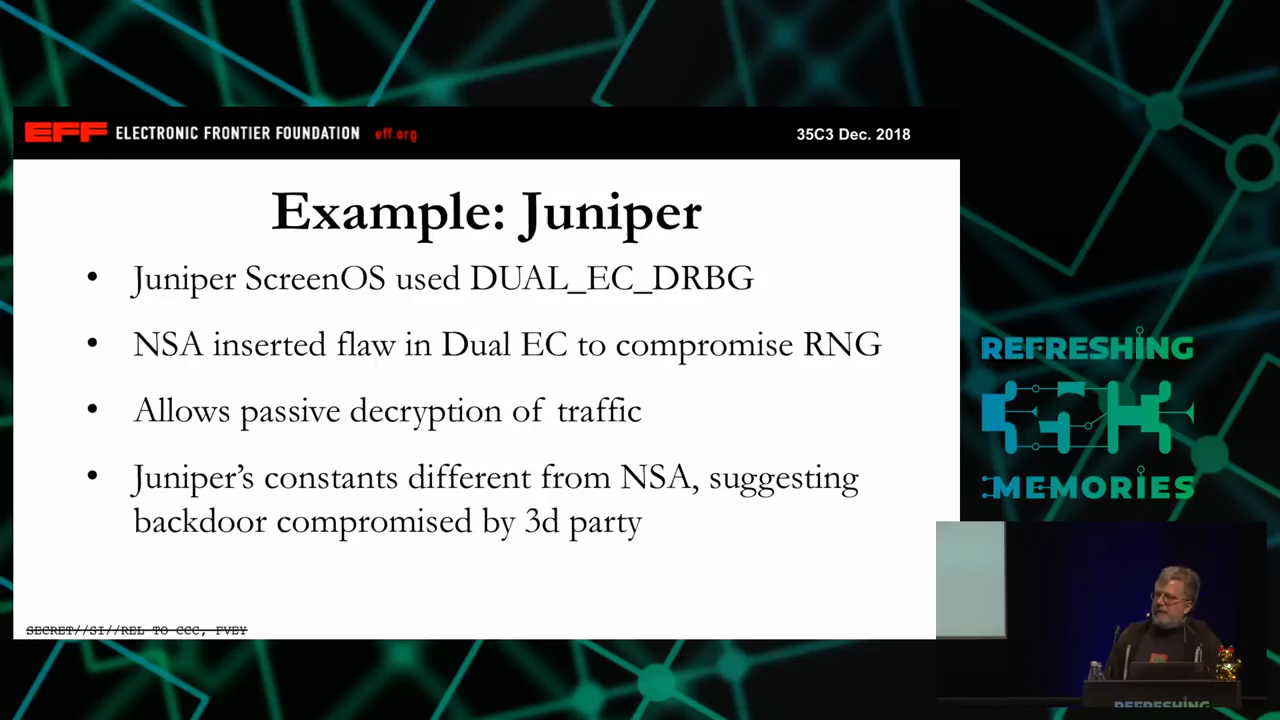 EFF ELECTRONIC FRONTIER FOUNDATION eff.org
35C3 Dec. 2018
Example: Juniper
• Juniper ScreenOS used DUAL_EC_DRBG
• NSA inserted flaw in Dual EC to compromise RNG
• Allows passive decryption of traffic
• Juniper's constants different from NSA, suggesting
backdoor compromised by 3d party
SECRET//SI//REL TO CCC, FVEY
REFRESHING
MEMORIES
REFRESHING